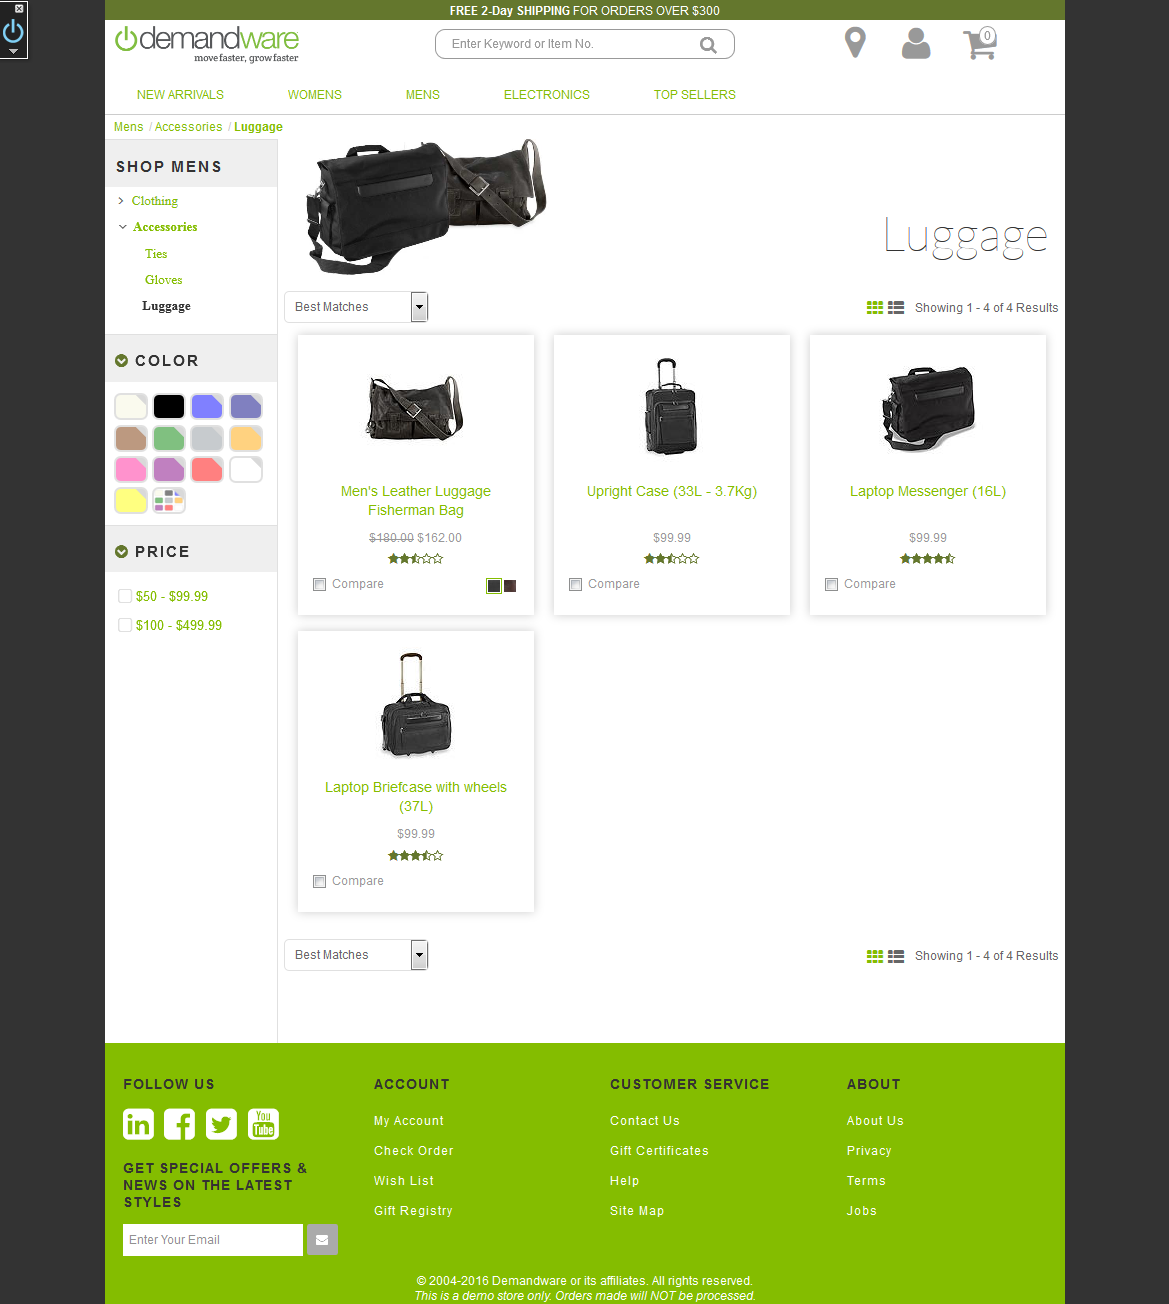 FREE 2-Day SHIPPING FOR ORDERS OVER $300
demandware
move faster, grow faster
Enter Keyword or Item No.
0
NEW ARRIVALS WOMENS MENS ELECTRONICS TOP SELLERS
Mens / Accessories / Luggage
SHOP MENS
Clothing
Accessories
Ties
Gloves
Luggage
COLOR
PRICE
$50 - $99.99
$100 - $499.99
Luggage
Best Matches
Showing 1 - 4 of 4 Results
Men's Leather Luggage
Fisherman Bag
$180.00 $162.00
Compare
Upright Case (33L - 3.7Kg)
$99.99
Compare
Laptop Messenger (16L)
$99.99
Compare
Laptop Briefcase with wheels
(37L)
$99.99
Compare
Best Matches
Showing 1 - 4 of 4 Results
FOLLOW US
in f You Tube
GET SPECIAL OFFERS &
NEWS ON THE LATEST
STYLES
Enter Your Email
ACCOUNT
My Account
Check Order
Wish List
Gift Registry
CUSTOMER SERVICE
Contact Us
Gift Certificates
Help
Site Map
ABOUT
About Us
Privacy
Terms
Jobs
© 2004-2016 Demandware or its affiliates. All rights reserved.
This is a demo store only. Orders made will NOT be processed.